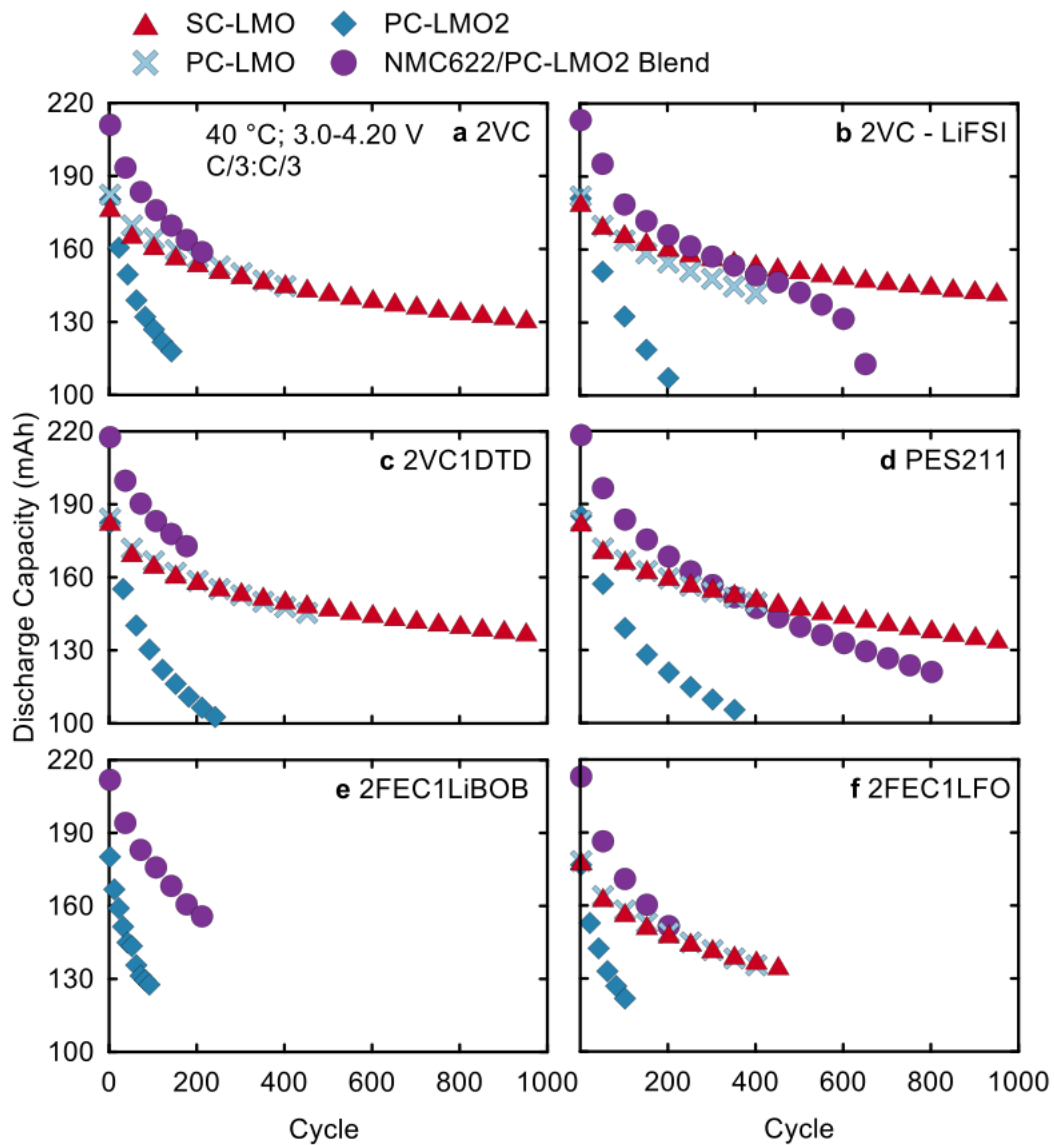 SC-LMO PC-LMO2
PC-LMO NMC622/PC-LMO2 Blend
220
190
160
130
100
40 °C; 3.0-4.20 V
C/3:C/3
a 2VC
b 2VC - LiFSI
Discharge Capacity (mAh)
220
190
160
130
100
c 2VC1DTD
d PES211
220
190
160
130
100
e 2FEC1LiBOB
f 2FEC1LFO
0 200 400 600 800 1000
200 400 600 800 1000
Cycle Cycle